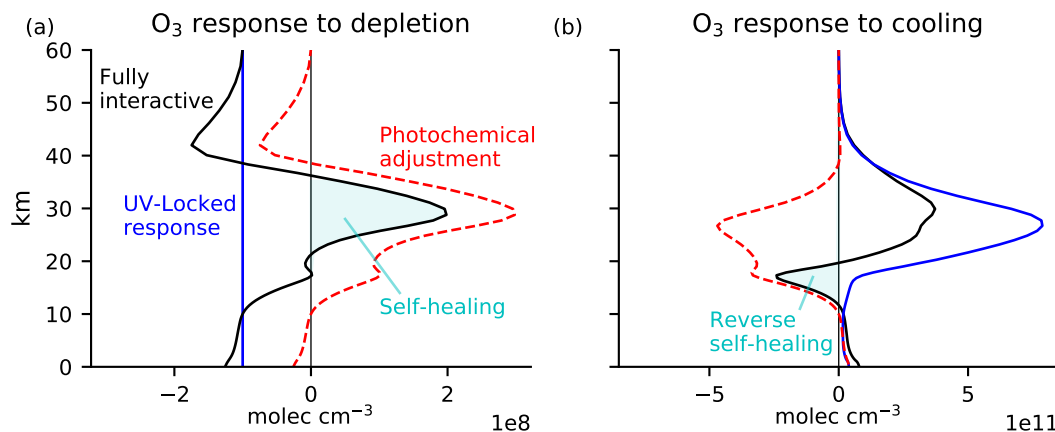 (a)
O₃ response to depletion
60
50
40
30
20
10
0
km
Fully
interactive
Photochemical
adjustment
UV-Locked
response
Self-healing
−2
0
2
molec cm⁻³
1e8
(b)
O₃ response to cooling
Reverse
self-healing
−5
0
5
molec cm⁻³
1e11